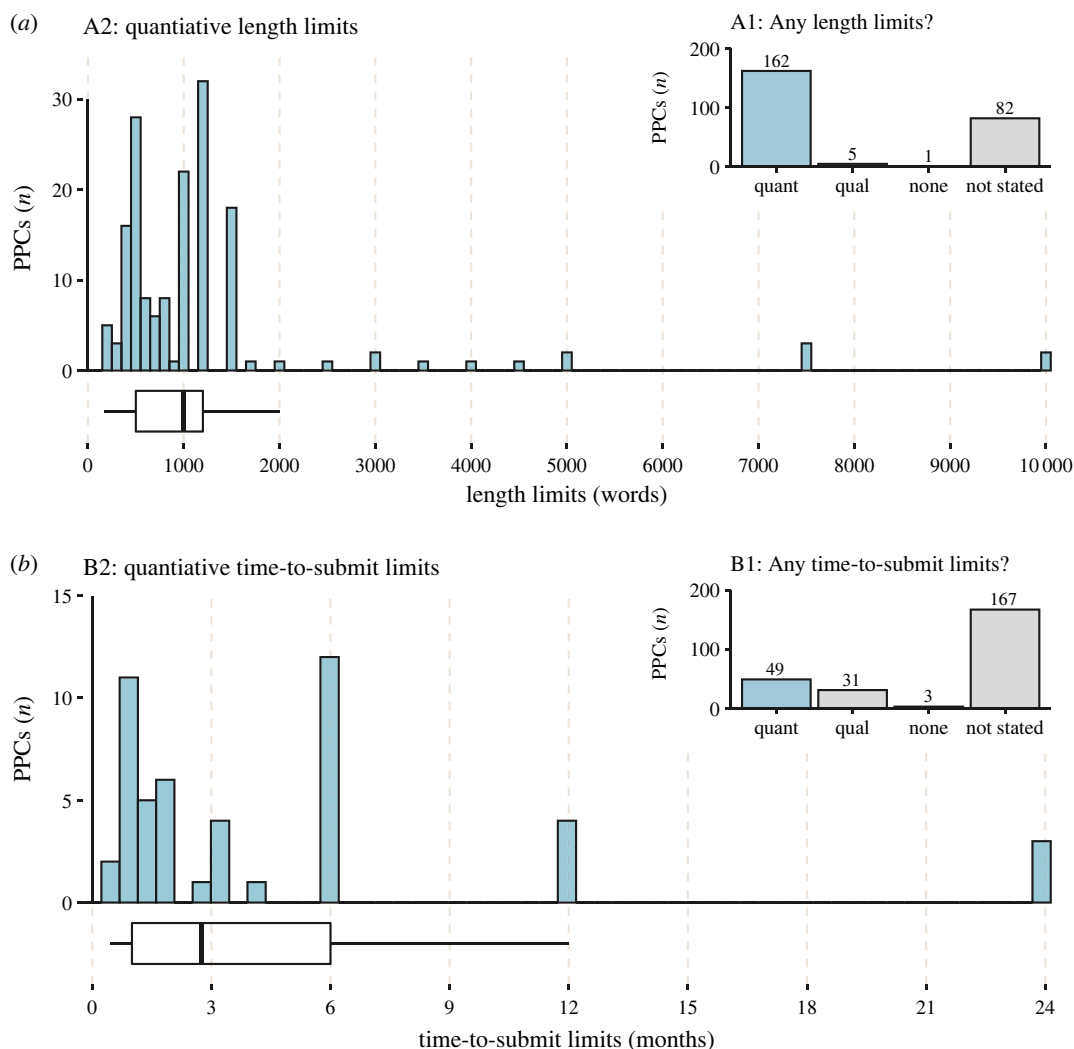 (a) A2: quantiative length limits
A1: Any length limits?
200
100
0
PPCs (n)
162
5
1
82
quant qual none not stated
30
20
10
0
PPCs (n)
0 1000 2000 3000 4000 5000 6000 7000 8000 9000 10 000
length limits (words)
(b) B2: quantiative time-to-submit limits
B1: Any time-to-submit limits?
200
100
0
PPCs (n)
49
31
3
167
quant qual none not stated
15
10
5
0
PPCs (n)
0 3 6 9 12 15 18 21 24
time-to-submit limits (months)